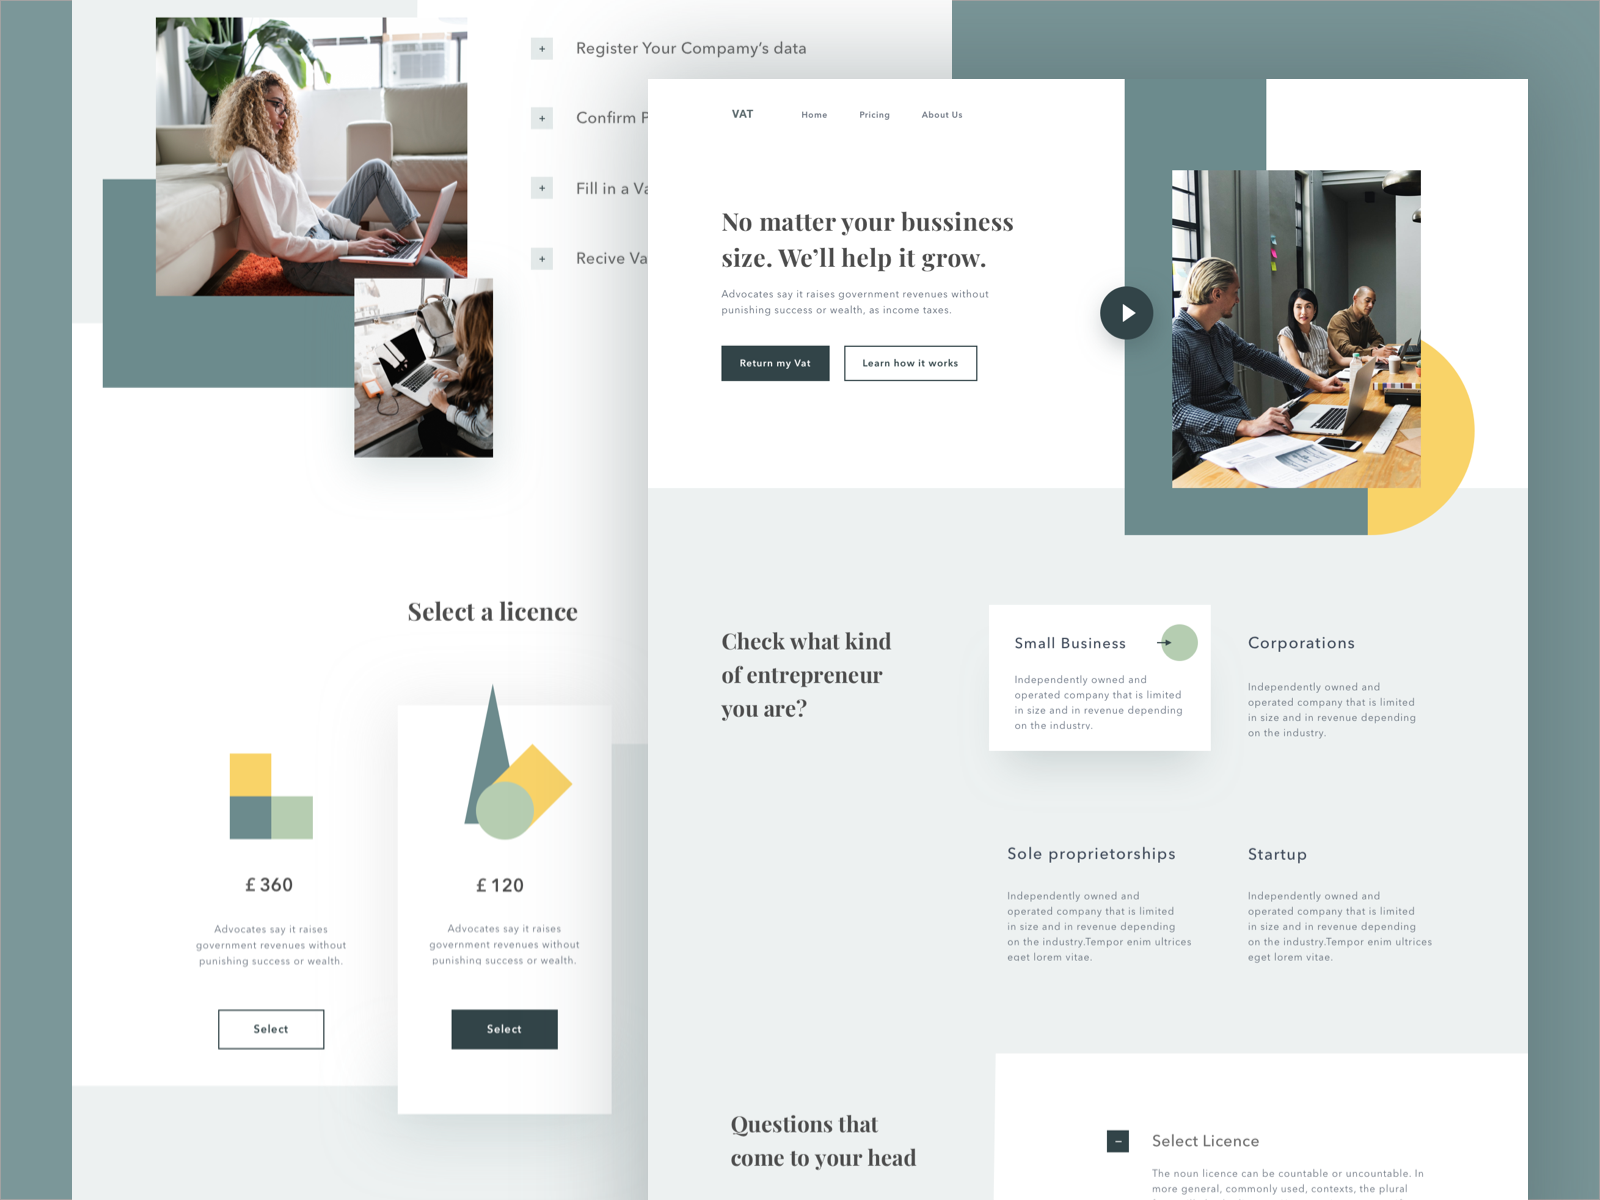 Register Your Compamy's data
Confirm
Fill in a
Recive
Select a licence
£ 360
Advocates say it raises
government revenues without
punishing success or wealth.
Select
£ 120
Advocates say it raises
government revenues without
punishing success or wealth.
Select
VAT
Home
Pricing
About Us
No matter your bussiness
size. We'll help it grow.
Advocates say it raises government revenues without
punishing success or wealth, as income taxes.
Return my Vat
Learn how it works
Check what kind
of entrepreneur
you are?
Small Business
Independently owned and
operated company that is limited
in size and in revenue depending
on the industry.
Corporations
Independently owned and
operated company that is limited
in size and in revenue depending
on the industry.
Sole proprietorships
Independently owned and
operated company that is limited
in size and in revenue depending
on the industry.Tempor enim ultrices
eget lorem vitae.
Startup
Independently owned and
operated company that is limited
in size and in revenue depending
on the industry.Tempor enim ultrices
eget lorem vitae.
Questions that
come to your head
Select Licence
The noun licence can be countable or uncountable. In
more general, commonly used, contexts, the plural